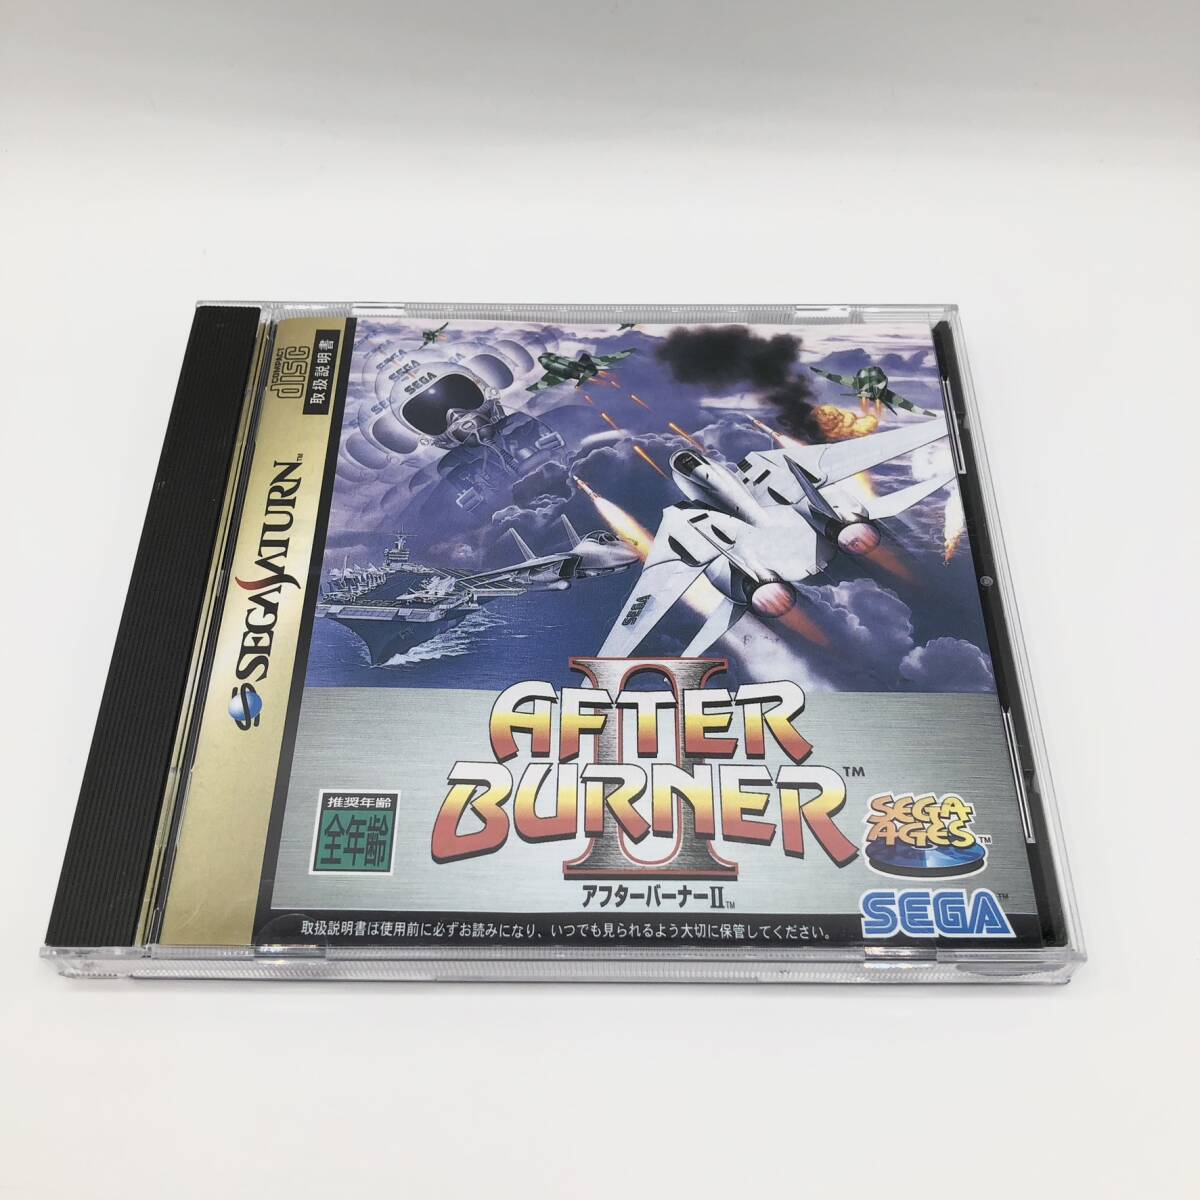 COMPACT
disc
取扱説明書
SEGA SATURN™
SEGA
SEGA
SEGA
SEGA
II
AFTER
BURNER™
アフターバーナーII™
推奨年齢
全年齢
SEGA
AGES™
SEGA™
取扱説明書は使用前に必ずお読みになり、いつでも見られるよう大切に保管してください。